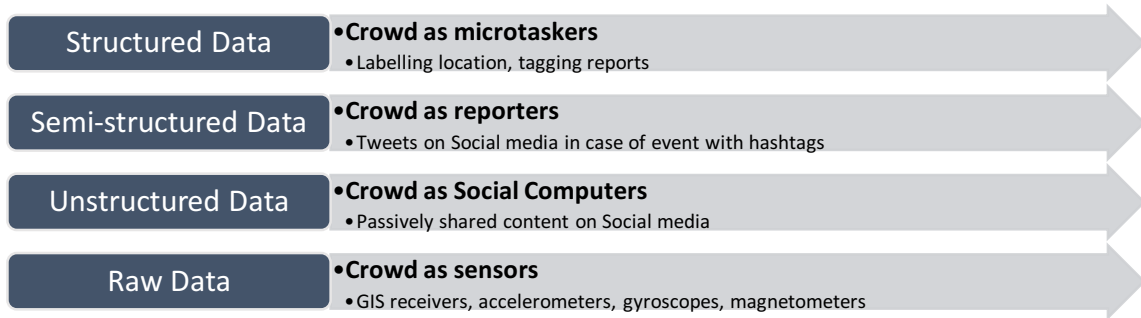 Structured Data
•Crowd as microtaskers
•Labelling location, tagging reports
Semi-structured Data
•Crowd as reporters
•Tweets on Social media in case of event with hashtags
Unstructured Data
•Crowd as Social Computers
•Passively shared content on Social media
Raw Data
•Crowd as sensors
•GIS receivers, accelerometers, gyroscopes, magnetometers